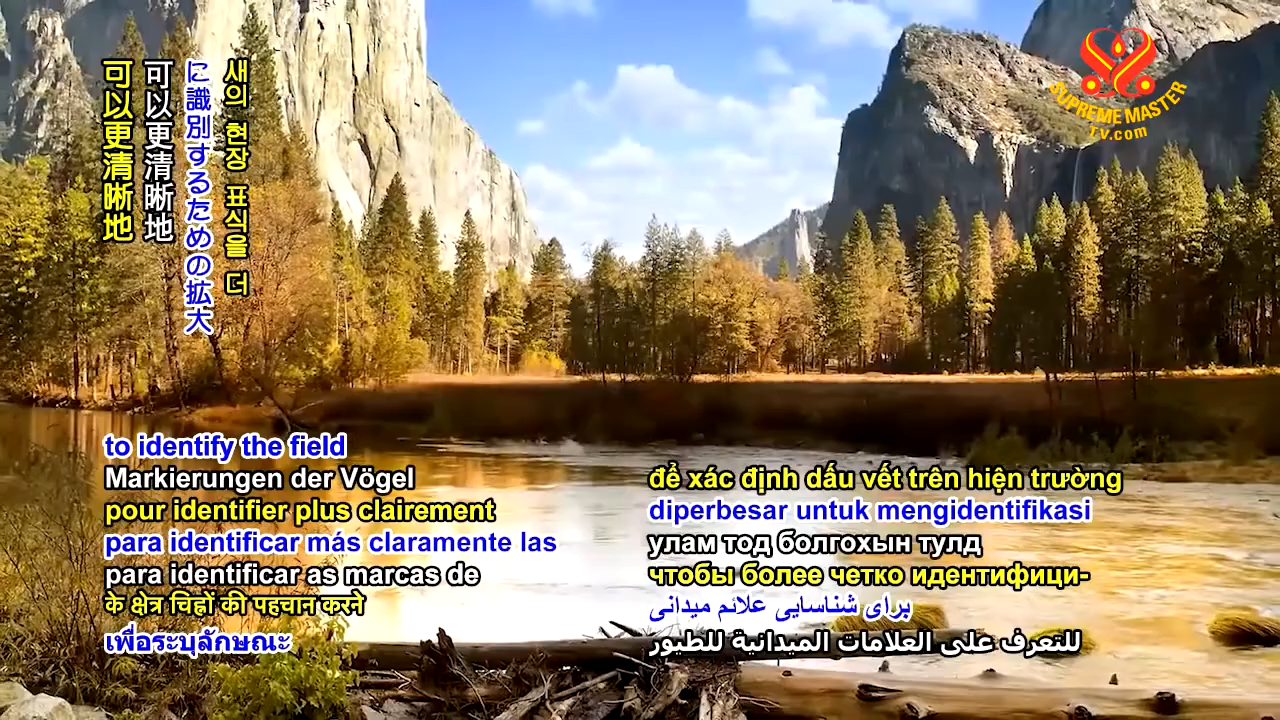 可以更清晰地
可以更清晰地
に識別するための拡大
새의 현장 표식을 더
SUPREME MASTER
TV.com
to identify the field
Markierungen der Vögel
pour identifier plus clairement
para identificar más claramente las
para identificar as marcas de
के क्षेत्र चिह्नों की पहचान करने
เพื่อระบุลักษณะ
để xác định dấu vết trên hiện trường
diperbesar untuk mengidentifikasi
улам тод болгохын тулд
чтобы более четко идентифици-
برای شناسایی علائم میدانی
للتعرف على العلامات الميدانية للطيور